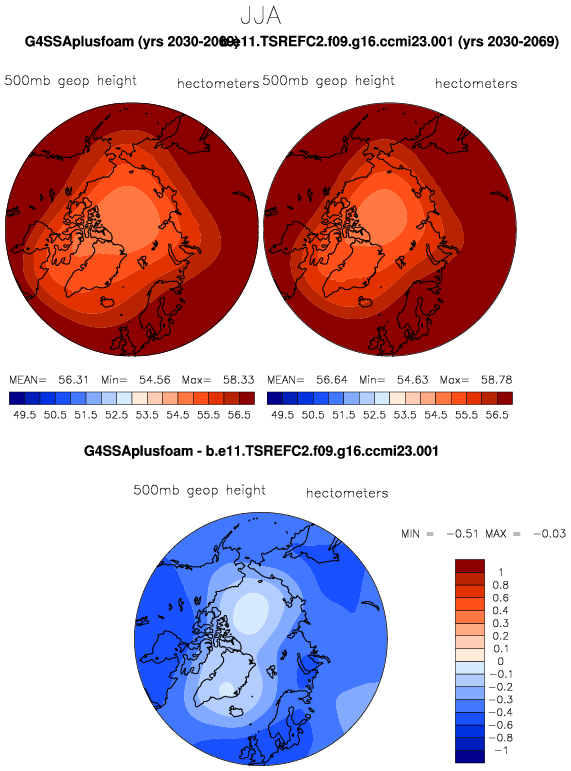 JJA
G4SSAplusfoam (yrs 2030-2069) b.e11.TSREFC2.f09.g16.ccmi23.001 (yrs 2030-2069)
500mb geop height hectometers 500mb geop height hectometers
MEAN= 56.31 Min= 54.56 Max= 58.33 MEAN= 56.64 Min= 54.63 Max= 58.78
49.5 50.5 51.5 52.5 53.5 54.5 55.5 56.5 49.5 50.5 51.5 52.5 53.5 54.5 55.5 56.5
G4SSAplusfoam - b.e11.TSREFC2.f09.g16.ccmi23.001
500mb geop height hectometers
MIN = -0.51 MAX = -0.03
1
0.8
0.6
0.4
0.3
0.2
0.1
0
-0.1
-0.2
-0.3
-0.4
-0.6
-0.8
-1